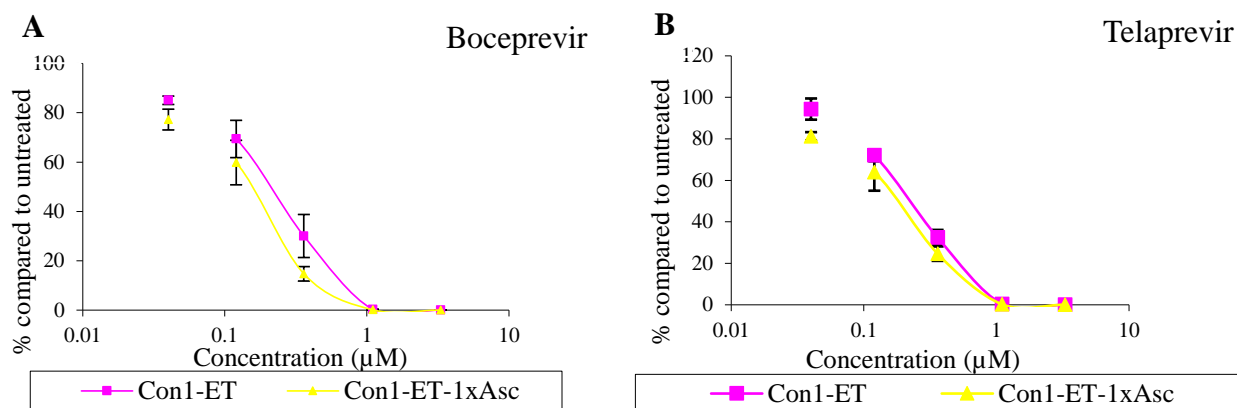 A
Boceprevir
% compared to untreated
100
80
60
40
20
0
0.01 0.1 1 10
Concentration (µM)
Con1-ET Con1-ET-1xAsc
B
Telaprevir
% compared to untreated
120
100
80
60
40
20
0
0.01 0.1 1 10
Concentration (µM)
Con1-ET Con1-ET-1xAsc